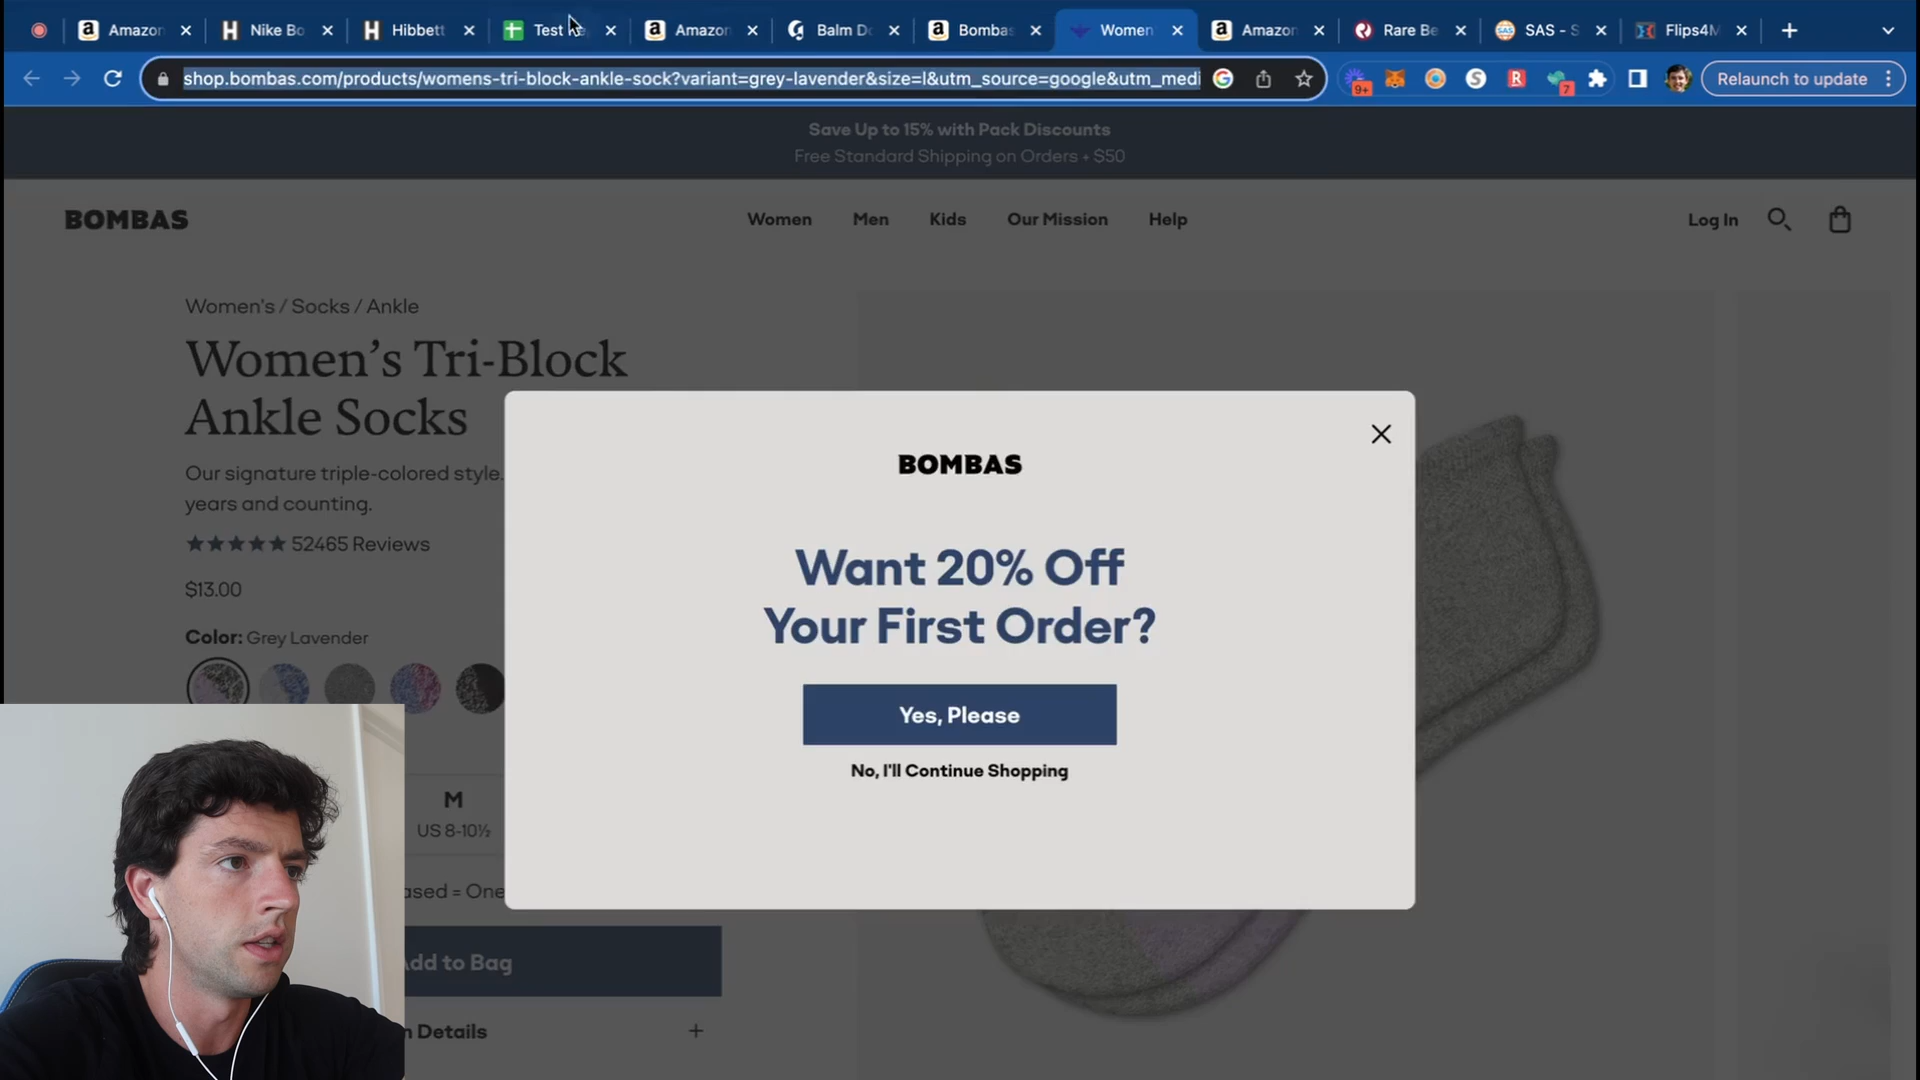 Amazon
Nike Bo
Hibbett
Test
Amazon
Balm Do
Bombas
Women
Amazon
Rare Be
SAS - S
Flips4M
shop.bombas.com/products/womens-tri-block-ankle-sock?variant=grey-lavender&size=l&utm_source=google&utm_medi
9+
7
Relaunch to update
Save Up to 15% with Pack Discounts
Free Standard Shipping on Orders + $50
BOMBAS
Women
Men
Kids
Our Mission
Help
Log In
Women's / Socks / Ankle
Women's Tri-Block
Ankle Socks
Our signature triple-colored style.
years and counting.
52465 Reviews
$13.00
Color: Grey Lavender
M
US 8-10½
ased = One
Add to Bag
n Details
BOMBAS
Want 20% Off
Your First Order?
Yes, Please
No, I'll Continue Shopping